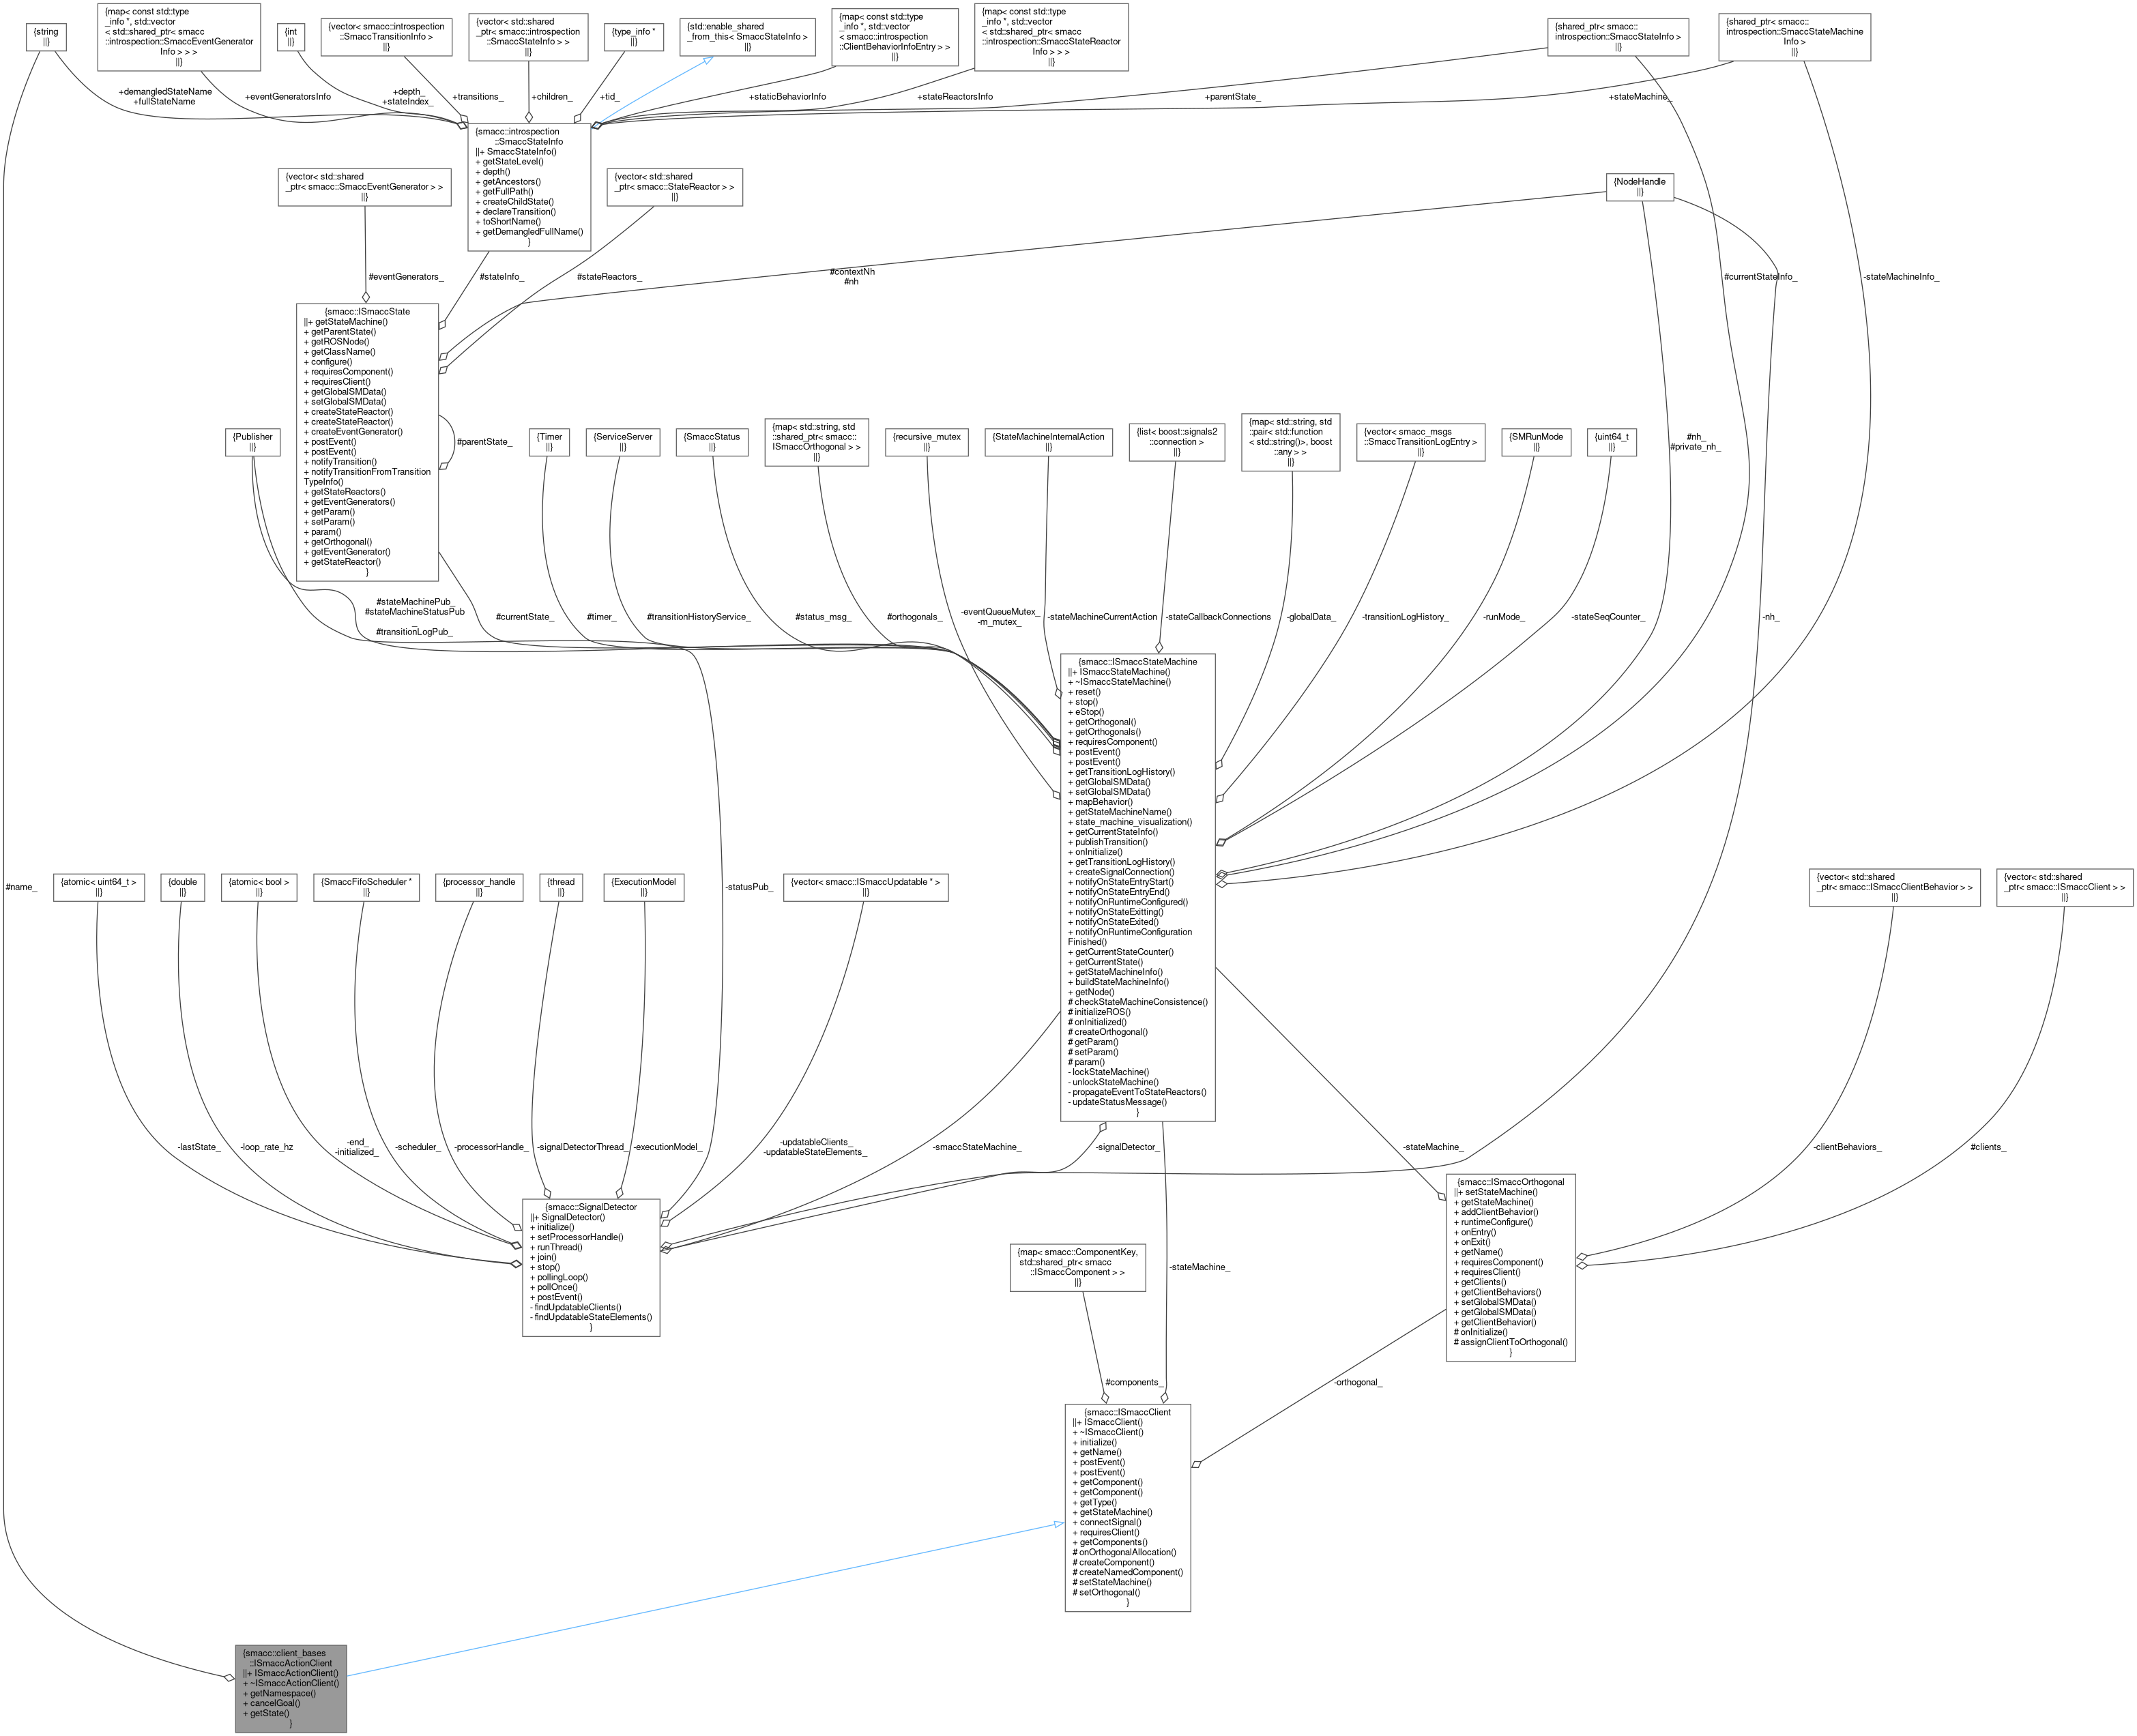 {string
||}
{map< const std::type
_info *, std::vector
< std::shared_ptr< smacc
::introspection::SmaccEventGenerator
Info > > >
||}
{int
||}
{vector< smacc::introspection
::SmaccTransitionInfo >
||}
{vector< std::shared
_ptr< smacc::introspection
::SmaccStateInfo > >
||}
{type_info *
||}
{std::enable_shared
_from_this< SmaccStateInfo >
||}
{map< const std::type
_info *, std::vector
< smacc::introspection
::ClientBehaviorInfoEntry > >
||}
{map< const std::type
_info *, std::vector
< std::shared_ptr< smacc
::introspection::SmaccStateReactor
Info > > >
||}
{shared_ptr< smacc::
introspection::SmaccStateInfo >
||}
{shared_ptr< smacc::
introspection::SmaccStateMachine
Info >
||}
+demangledStateName
+fullStateName
+eventGeneratorsInfo
+depth_
+stateIndex_
+transitions_
+children_
+tid_
+staticBehaviorInfo
+stateReactorsInfo
+parentState_
+stateMachine_
{smacc::introspection
::SmaccStateInfo
||+ SmaccStateInfo()
+ getStateLevel()
+ depth()
+ getAncestors()
+ getFullPath()
+ createChildState()
+ declareTransition()
+ toShortName()
+ getDemangledFullName()
}
{vector< std::shared
_ptr< smacc::SmaccEventGenerator > >
||}
{vector< std::shared
_ptr< smacc::StateReactor > >
||}
{NodeHandle
||}
#eventGenerators_
#stateInfo_
#stateReactors_
#contextNh
#nh
#currentStateInfo_
-stateMachineInfo_
{smacc::ISmaccState
||+ getStateMachine()
+ getParentState()
+ getROSNode()
+ getClassName()
+ configure()
+ requiresComponent()
+ requiresClient()
+ getGlobalSMData()
+ setGlobalSMData()
+ createStateReactor()
+ createStateReactor()
+ createEventGenerator()
+ postEvent()
+ postEvent()
+ notifyTransition()
+ notifyTransitionFromTransition
TypeInfo()
+ getStateReactors()
+ getEventGenerators()
+ getParam()
+ setParam()
+ param()
+ getOrthogonal()
+ getEventGenerator()
+ getStateReactor()
}
#parentState_
{Publisher
||}
{Timer
||}
{ServiceServer
||}
{SmaccStatus
||}
{map< std::string, std
::shared_ptr< smacc::
ISmaccOrthogonal > >
||}
{recursive_mutex
||}
{StateMachineInternalAction
||}
{list< boost::signals2
::connection >
||}
{map< std::string, std
::pair< std::function
< std::string()>, boost
::any > >
||}
{vector< smacc_msgs
::SmaccTransitionLogEntry >
||}
{SMRunMode
||}
{uint64_t
||}
#nh_
#private_nh_
#stateMachinePub_
#stateMachineStatusPub
_
#transitionLogPub_
#currentState_
#timer_
#transitionHistoryService_
#status_msg_
#orthogonals_
-eventQueueMutex_
-m_mutex_
-stateMachineCurrentAction
-stateCallbackConnections
-globalData_
-transitionLogHistory_
-runMode_
-stateSeqCounter_
-nh_
{smacc::ISmaccStateMachine
||+ ISmaccStateMachine()
+ ~ISmaccStateMachine()
+ reset()
+ stop()
+ eStop()
+ getOrthogonal()
+ getOrthogonals()
+ requiresComponent()
+ postEvent()
+ postEvent()
+ getTransitionLogHistory()
+ getGlobalSMData()
+ setGlobalSMData()
+ mapBehavior()
+ getStateMachineName()
+ state_machine_visualization()
+ getCurrentStateInfo()
+ publishTransition()
+ onInitialize()
+ getTransitionLogHistory()
+ createSignalConnection()
+ notifyOnStateEntryStart()
+ notifyOnStateEntryEnd()
+ notifyOnRuntimeConfigured()
+ notifyOnStateExitting()
+ notifyOnStateExited()
+ notifyOnRuntimeConfiguration
Finished()
+ getCurrentStateCounter()
+ getCurrentState()
+ getStateMachineInfo()
+ buildStateMachineInfo()
+ getNode()
# checkStateMachineConsistence()
# initializeROS()
# onInitialized()
# createOrthogonal()
# getParam()
# setParam()
# param()
- lockStateMachine()
- unlockStateMachine()
- propagateEventToStateReactors()
- updateStatusMessage()
}
#name_
{atomic< uint64_t >
||}
{double
||}
{atomic< bool >
||}
{SmaccFifoScheduler *
||}
{processor_handle
||}
{thread
||}
{ExecutionModel
||}
-statusPub_
{vector< smacc::ISmaccUpdatable * >
||}
{vector< std::shared
_ptr< smacc::ISmaccClientBehavior > >
||}
{vector< std::shared
_ptr< smacc::ISmaccClient > >
||}
-lastState_
-loop_rate_hz
-end_
-initialized_
-scheduler_
-processorHandle_
-signalDetectorThread_
-executionModel_
-updatableClients_
-updatableStateElements_
-smaccStateMachine_
-signalDetector_
-stateMachine_
-clientBehaviors_
#clients_
{smacc::SignalDetector
||+ SignalDetector()
+ initialize()
+ setProcessorHandle()
+ runThread()
+ join()
+ stop()
+ pollingLoop()
+ pollOnce()
+ postEvent()
- findUpdatableClients()
- findUpdatableStateElements()
}
{smacc::ISmaccOrthogonal
||+ setStateMachine()
+ getStateMachine()
+ addClientBehavior()
+ runtimeConfigure()
+ onEntry()
+ onExit()
+ getName()
+ requiresComponent()
+ requiresClient()
+ getClients()
+ getClientBehaviors()
+ setGlobalSMData()
+ getGlobalSMData()
+ getClientBehavior()
# onInitialize()
# assignClientToOrthogonal()
}
{map< smacc::ComponentKey,
std::shared_ptr< smacc
::ISmaccComponent > >
||}
-stateMachine_
#components_
-orthogonal_
{smacc::ISmaccClient
||+ ISmaccClient()
+ ~ISmaccClient()
+ initialize()
+ getName()
+ postEvent()
+ postEvent()
+ getComponent()
+ getComponent()
+ getType()
+ getStateMachine()
+ connectSignal()
+ requiresClient()
+ getComponents()
# onOrthogonalAllocation()
# createComponent()
# createNamedComponent()
# setStateMachine()
# setOrthogonal()
}
{smacc::client_bases
::ISmaccActionClient
||+ ISmaccActionClient()
+ ~ISmaccActionClient()
+ getNamespace()
+ cancelGoal()
+ getState()
}